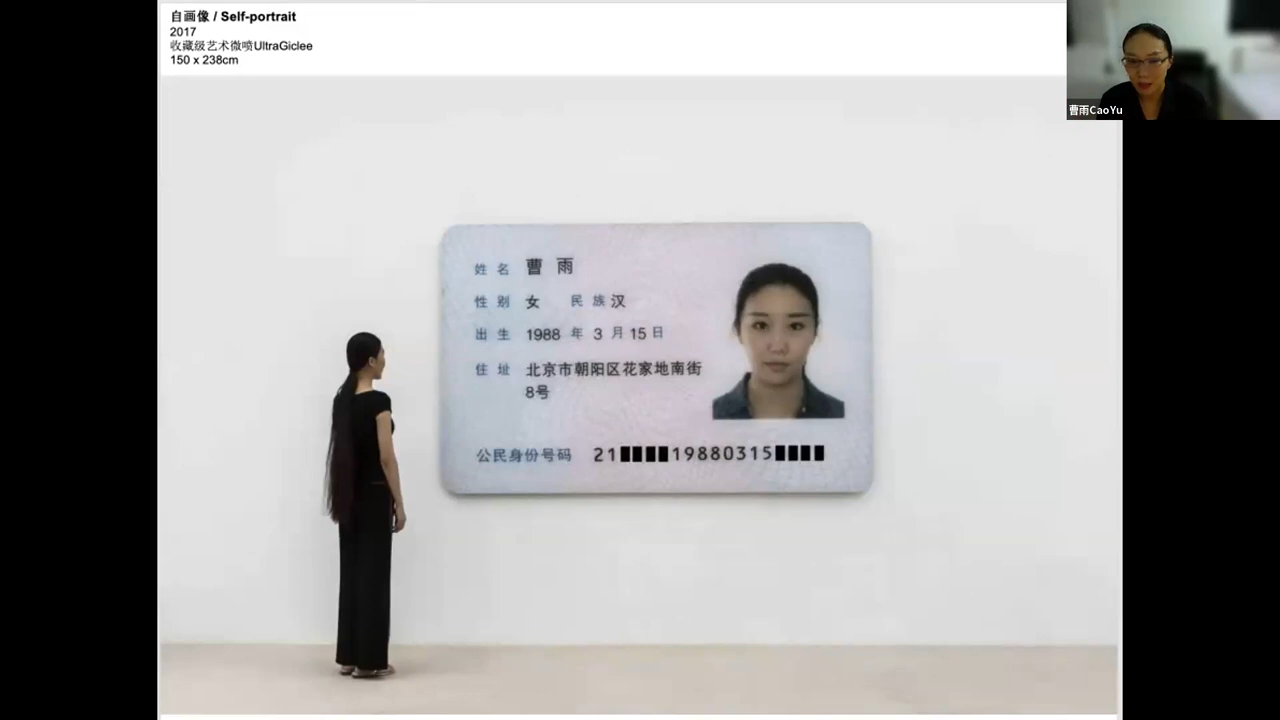 自画像 / Self-portrait
2017
收藏级艺术微喷UltraGiclee
150 x 238cm
曹雨CaoYu
姓名 曹雨
性别 女 民族 汉
出生 1988 年 3 月 15 日
住址 北京市朝阳区花家地南街
8号
公民身份号码 21████19880315████